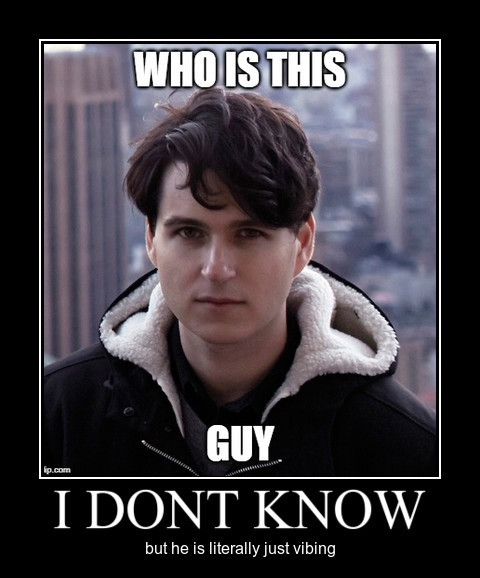 WHO IS THIS
GUY
ip.com
I DONT KNOW
but he is literally just vibing